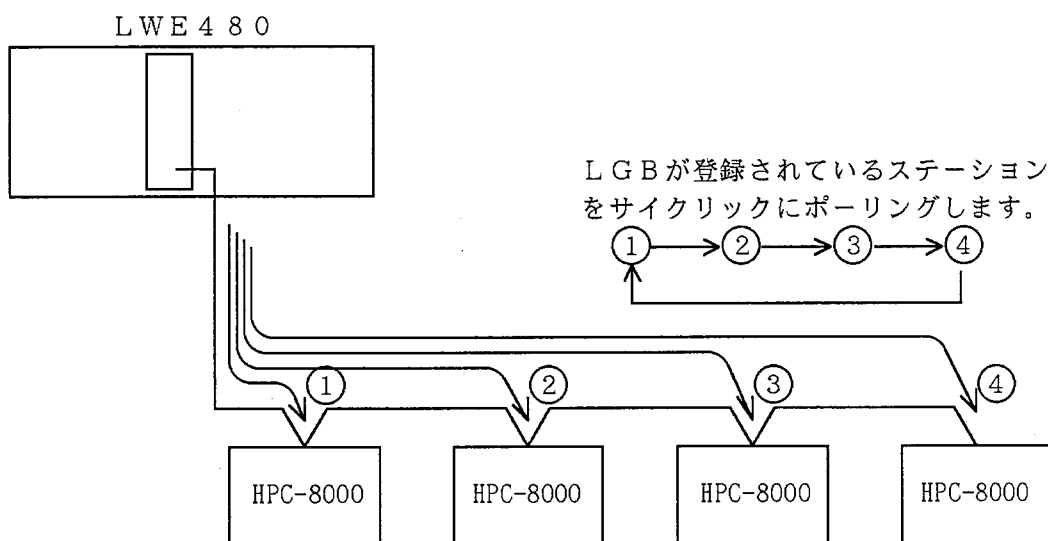 ＬＷＥ４８０
ＬＧＢが登録されているステーション
をサイクリックにポーリングします。
① ② ③ ④
① ② ③ ④
HPC-8000 HPC-8000 HPC-8000 HPC-8000